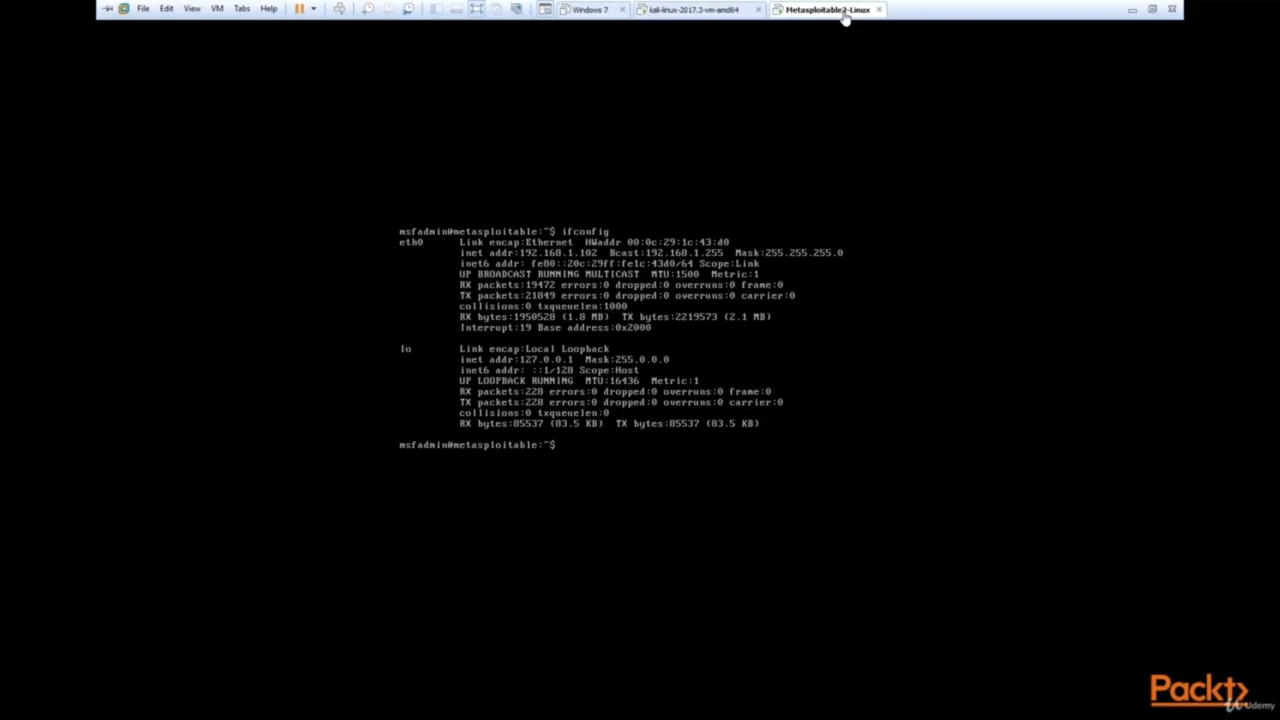 File Edit View VM Tabs Help Windows 7 kali-linux-2017.3-vm-amd64 Metasploitable2-Linux
msfadmin@metasploitable:~$ ifconfig
eth0 Link encap:Ethernet HWaddr 00:0c:29:1c:43:d0
inet addr:192.168.1.102 Bcast:192.168.1.255 Mask:255.255.255.0
inet6 addr: fe80::20c:29ff:fe1c:43d0/64 Scope:Link
UP BROADCAST RUNNING MULTICAST MTU:1500 Metric:1
RX packets:19472 errors:0 dropped:0 overruns:0 frame:0
TX packets:21849 errors:0 dropped:0 overruns:0 carrier:0
collisions:0 txqueuelen:1000
RX bytes:1950528 (1.8 MB) TX bytes:2219573 (2.1 MB)
Interrupt:19 Base address:0x2000
lo Link encap:Local Loopback
inet addr:127.0.0.1 Mask:255.0.0.0
inet6 addr: ::1/128 Scope:Host
UP LOOPBACK RUNNING MTU:16436 Metric:1
RX packets:228 errors:0 dropped:0 overruns:0 frame:0
TX packets:228 errors:0 dropped:0 overruns:0 carrier:0
collisions:0 txqueuelen:0
RX bytes:85537 (83.5 KB) TX bytes:85537 (83.5 KB)
msfadmin@metasploitable:~$
Packt
Udemy